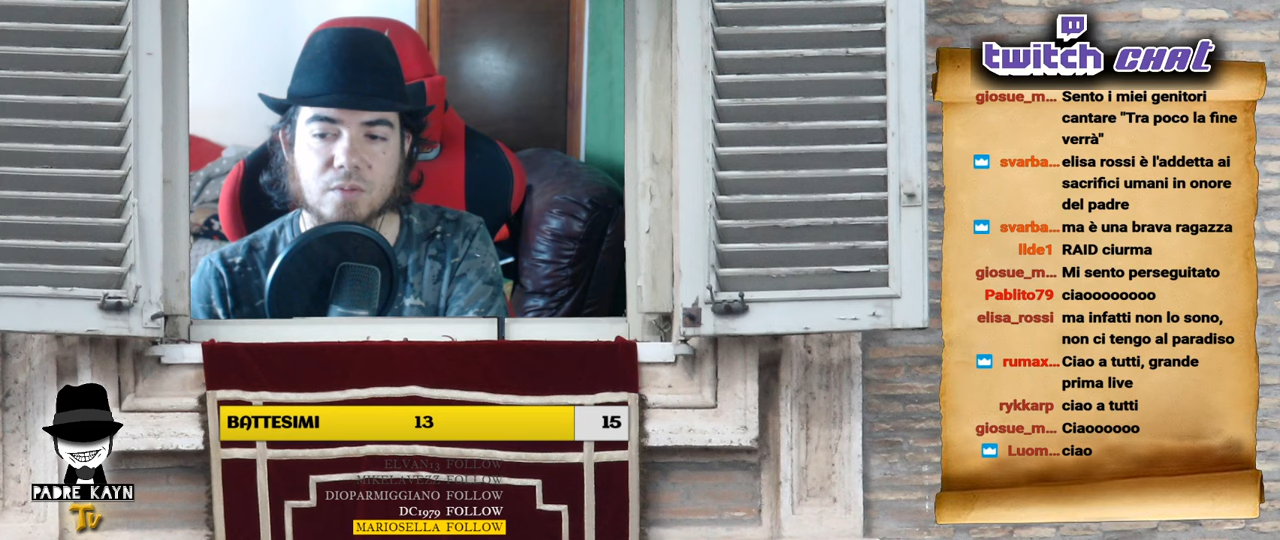 twitch CHAT
giosue_m... Sento i miei genitori
cantare "Tra poco la fine
verrà"
svarba... elisa rossi è l'addetta ai
sacrifici umani in onore
del padre
svarba... ma è una brava ragazza
lide1 RAID ciurma
giosue_m... Mi sento perseguitato
Pablito79 ciaoooooooo
elisa_rossi ma infatti non lo sono,
non ci tengo al paradiso
rumax... Ciao a tutti, grande
prima live
rykkarp ciao a tutti
giosue_m... Ciaoooooo
Luom... ciao
BATTESIMI 13 15
ELVAN13 FOLLOW
MIKELAVEZZ FOLLOW
DIOPARMIGGIANO FOLLOW
DC1979 FOLLOW
MARIOSELLA FOLLOW
PADRE KAYN
Tv